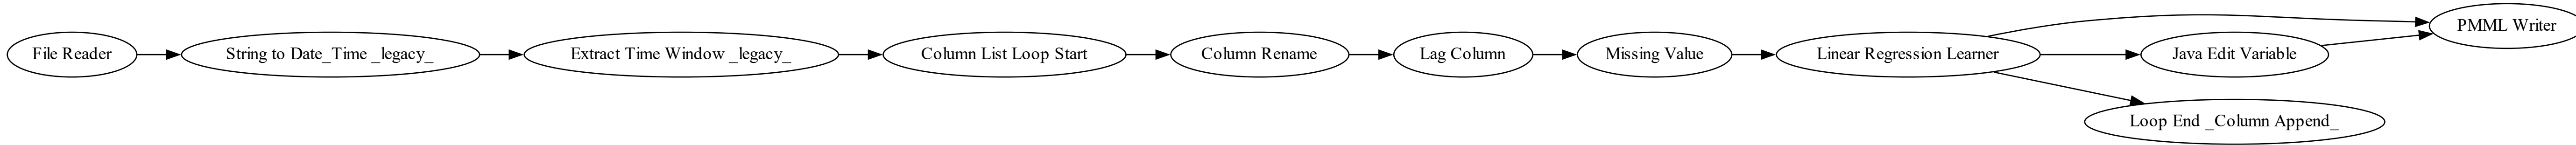 File Reader
String to Date_Time _legacy_
Extract Time Window _legacy_
Column List Loop Start
Column Rename
Lag Column
Missing Value
Linear Regression Learner
Java Edit Variable
PMML Writer
Loop End _Column Append_